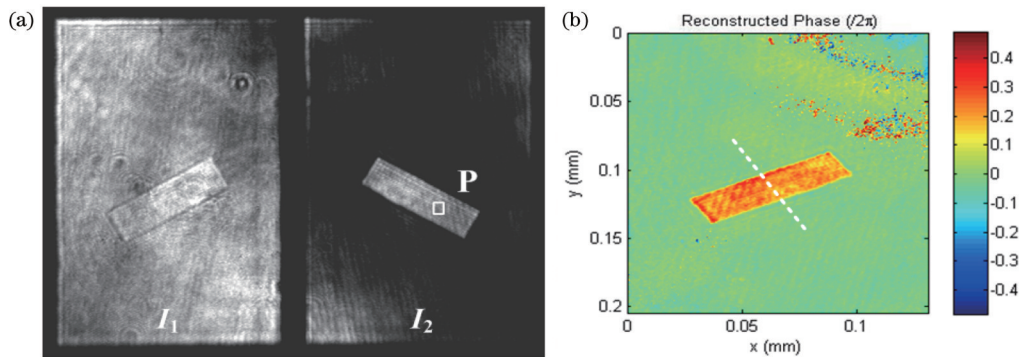 (a)
P
I1
I2
(b)
Reconstructed Phase (/2π)
0
0.05
0.1
0.15
0.2
y (mm)
0
0.05
0.1
x (mm)
0.4
0.3
0.2
0.1
0
-0.1
-0.2
-0.3
-0.4